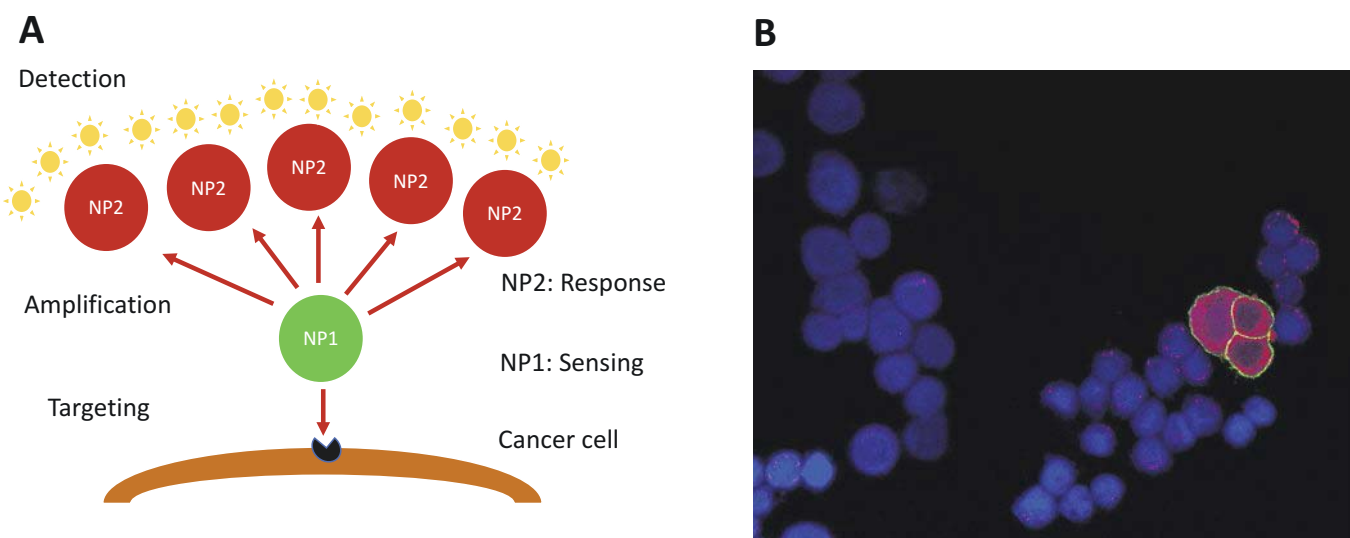 A
Detection
NP2
NP2
NP2
NP2
NP2
NP2: Response
Amplification
NP1
NP1: Sensing
Targeting
Cancer cell
B